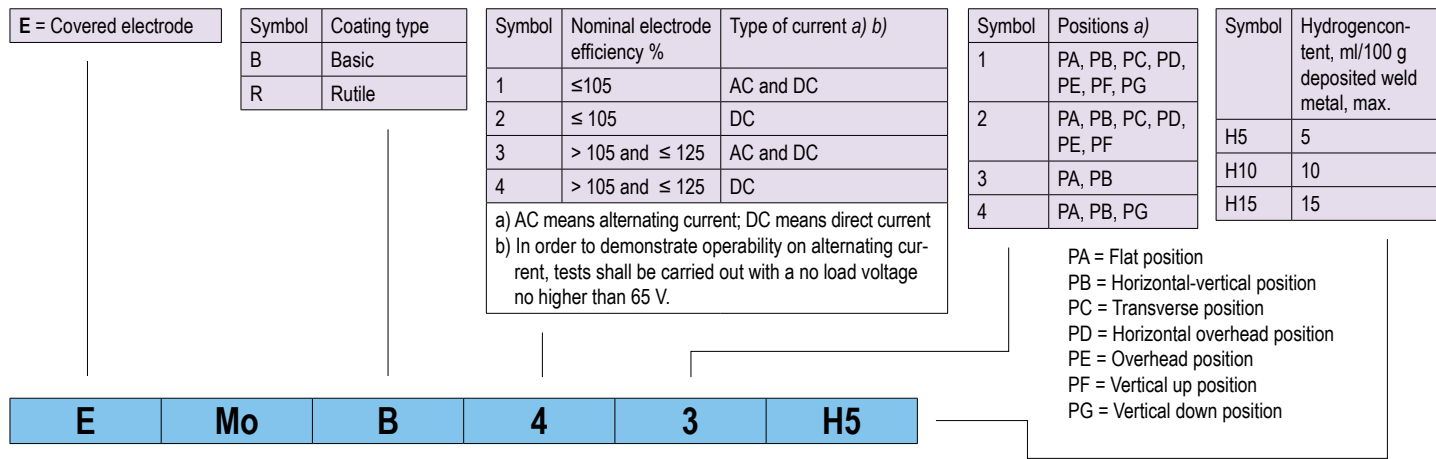 E = Covered electrode
Symbol Coating type
B Basic
R Rutile
Symbol Nominal electrode efficiency % Type of current a) b)
1 ≤105 AC and DC
2 ≤ 105 DC
3 > 105 and ≤ 125 AC and DC
4 > 105 and ≤ 125 DC
a) AC means alternating current; DC means direct current
b) In order to demonstrate operability on alternating cur-
rent, tests shall be carried out with a no load voltage
no higher than 65 V.
Symbol Positions a)
1 PA, PB, PC, PD,
PE, PF, PG
2 PA, PB, PC, PD,
PE, PF
3 PA, PB
4 PA, PB, PG
Symbol Hydrogencon-
tent, ml/100 g
deposited weld
metal, max.
H5 5
H10 10
H15 15
PA = Flat position
PB = Horizontal-vertical position
PC = Transverse position
PD = Horizontal overhead position
PE = Overhead position
PF = Vertical up position
PG = Vertical down position
E Mo B 4 3 H5